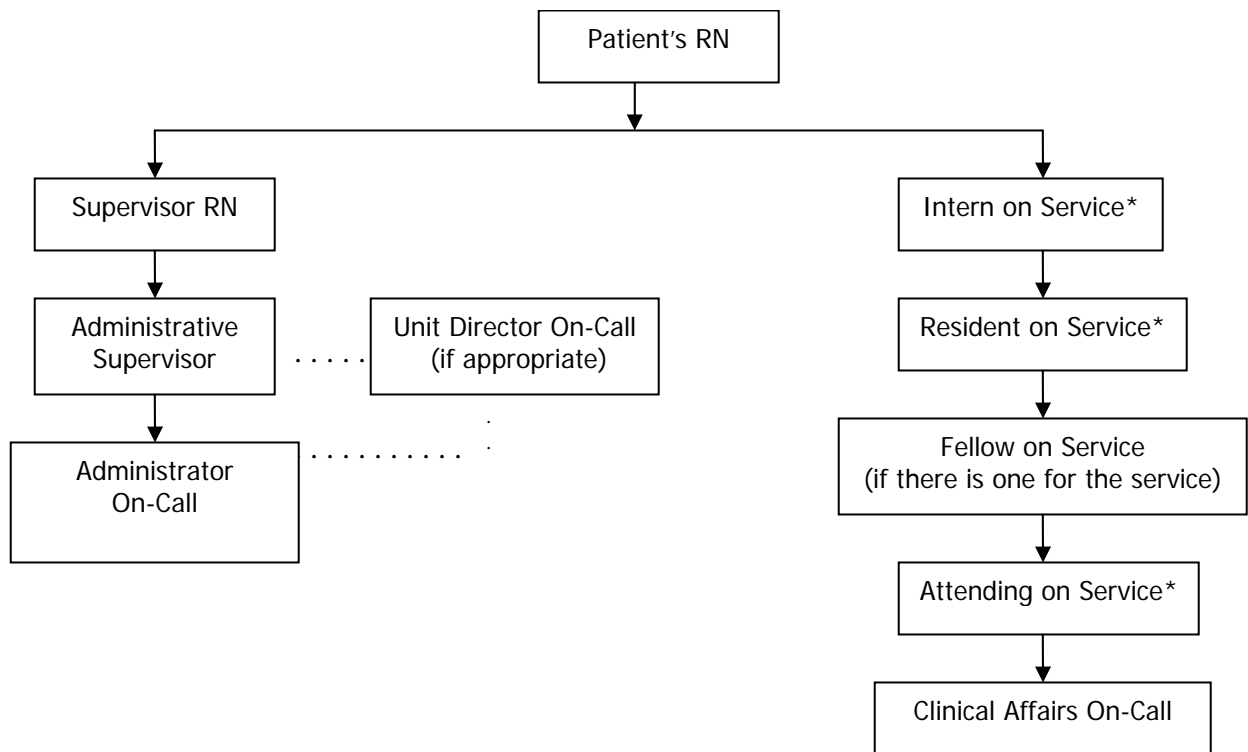 Patient's RN
Supervisor RN
Intern on Service*
Administrative
Supervisor
Unit Director On-Call
(if appropriate)
Resident on Service*
Administrator
On-Call
Fellow on Service
(if there is one for the service)
Attending on Service*
Clinical Affairs On-Call